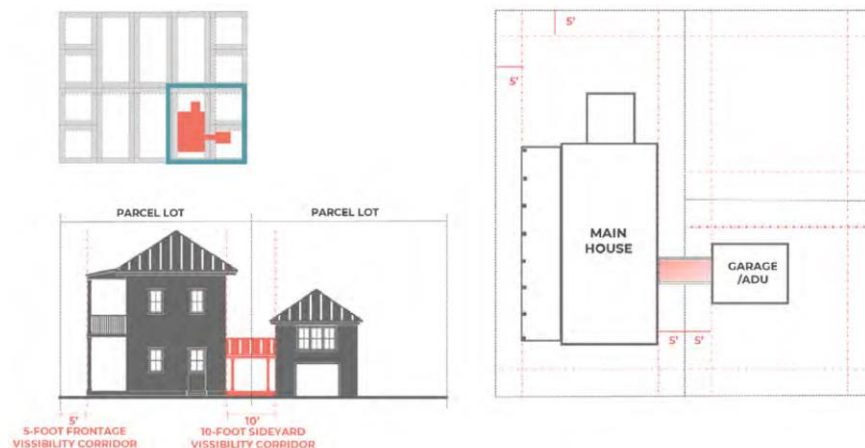 PARCEL LOT
PARCEL LOT
5'
10'
5-FOOT FRONTAGE
VISSIBILITY CORRIDOR
10-FOOT SIDEYARD
VISSIBILITY CORRIDOR
5'
5'
MAIN
HOUSE
GARAGE
/ADU
5'
5'